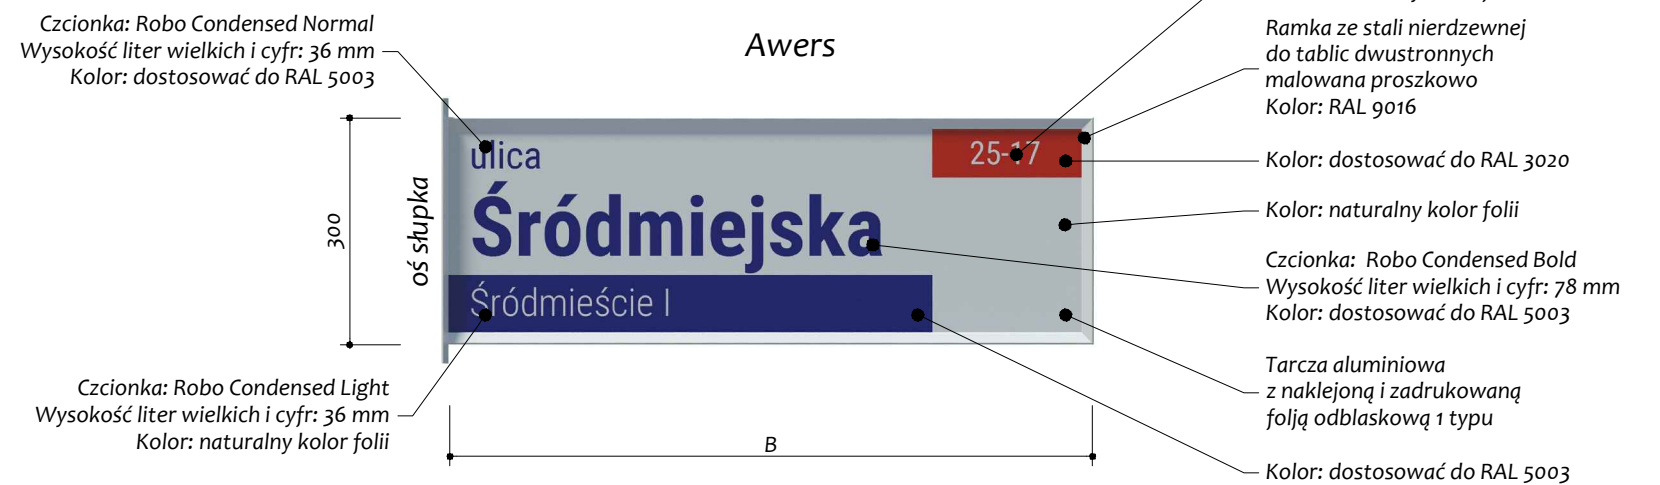 Czcionka: Robo Condensed Normal
Wysokość liter wielkich i cyfr: 36 mm
Kolor: dostosować do RAL 5003
Awers
Ramka ze stali nierdzewnej
do tablic dwustronnych
malowana proszkowo
Kolor: RAL 9016
ulica
25-17
Kolor: dostosować do RAL 3020
300
oś słupka
Śródmiejska
Kolor: naturalny kolor folii
Czcionka: Robo Condensed Bold
Wysokość liter wielkich i cyfr: 78 mm
Kolor: dostosować do RAL 5003
Śródmieście I
Tarcza aluminiowa
z naklejoną i zadrukowaną
folją odblaskową 1 typu
Czcionka: Robo Condensed Light
Wysokość liter wielkich i cyfr: 36 mm
Kolor: naturalny kolor folii
B
Kolor: dostosować do RAL 5003